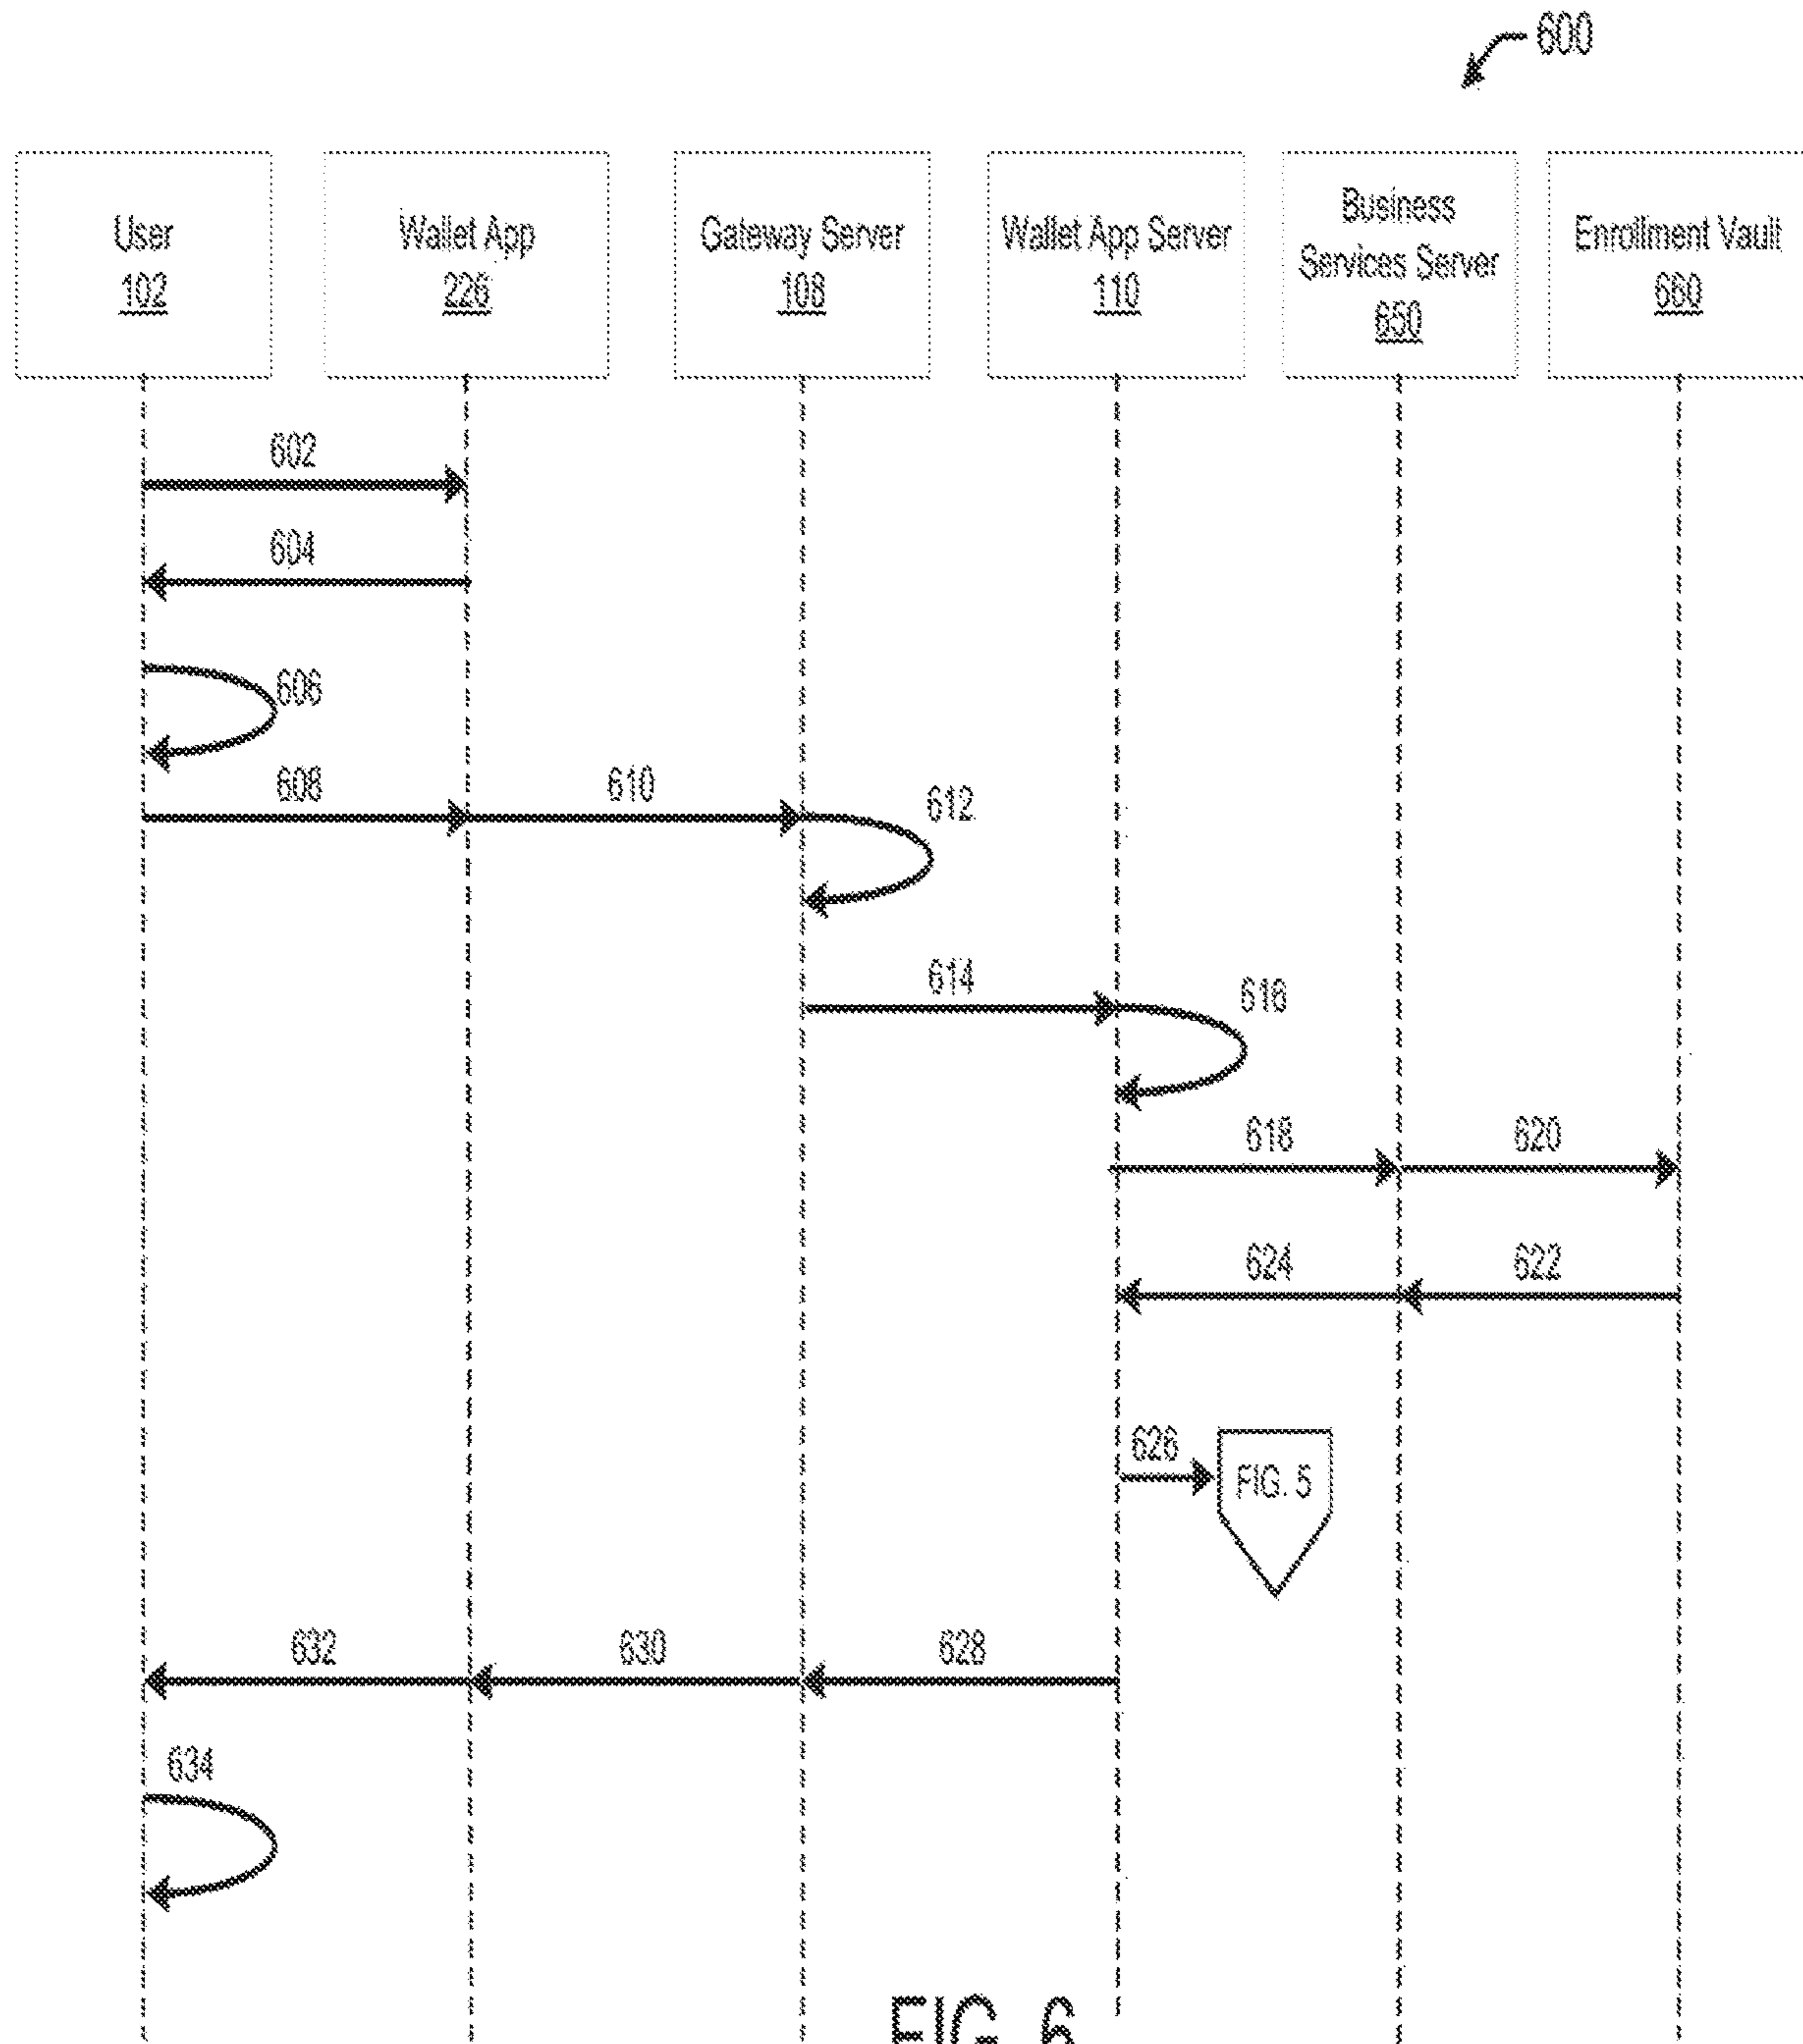 600
User
102
Wallet App
226
Gateway Server
108
Wallet App Server
110
Business
Services Server
650
Enrollment Vault
660
602
604
606
608
610
612
614
616
618
620
624
622
626
FIG. 5
632
630
628
634
FIG. 6